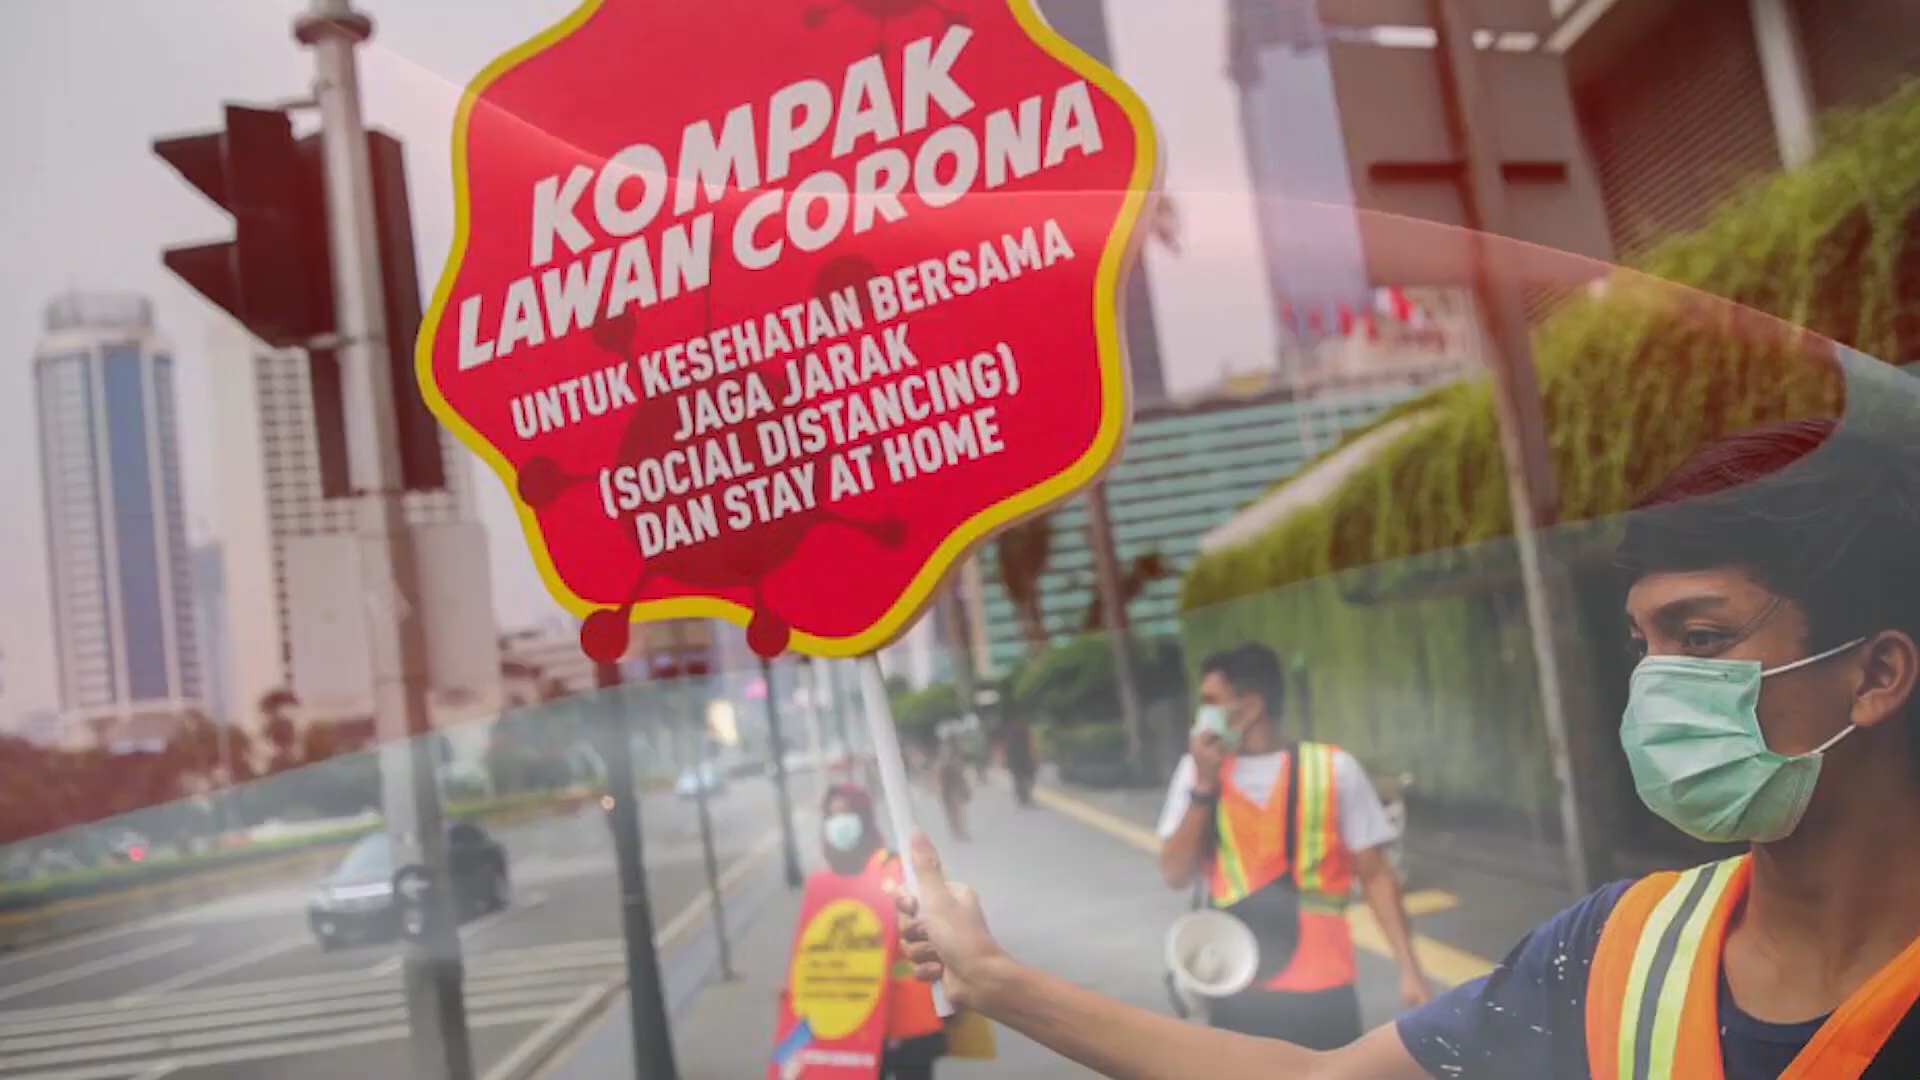 KOMPAK
LAWAN CORONA
UNTUK KESEHATAN BERSAMA
JAGA JARAK
(SOCIAL DISTANCING)
DAN STAY AT HOME